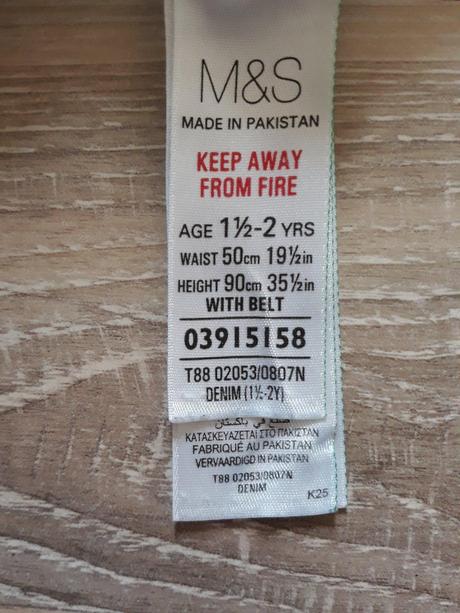 M&S
MADE IN PAKISTAN
KEEP AWAY
FROM FIRE
AGE 1½-2 YRS
WAIST 50cm 19½in
HEIGHT 90cm 35½in
WITH BELT
03915158
T88 02053/0807N
DENIM (1½-2Y)
صنع في باكستان
ΚΑΤΑΣΚΕΥΑΖΕΤΑΙ ΣΤΟ ΠΑΚΙΣΤΑΝ
FABRIQUÉ AU PAKISTAN
VERVAARDIGD IN PAKISTAN
T88 02053/0807N
DENIM
K25